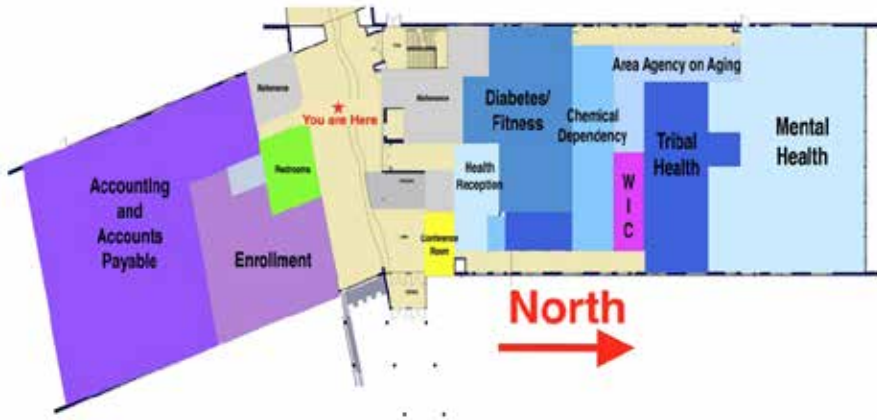 Area Agency on Aging
Reference
You are Here
Reference
Diabetes/
Fitness
Chemical
Dependency
Tribal
Health
Mental
Health
Restrooms
Health
Reception
W
I
C
Accounting
and
Accounts
Payable
Enrollment
Conference
Room
North